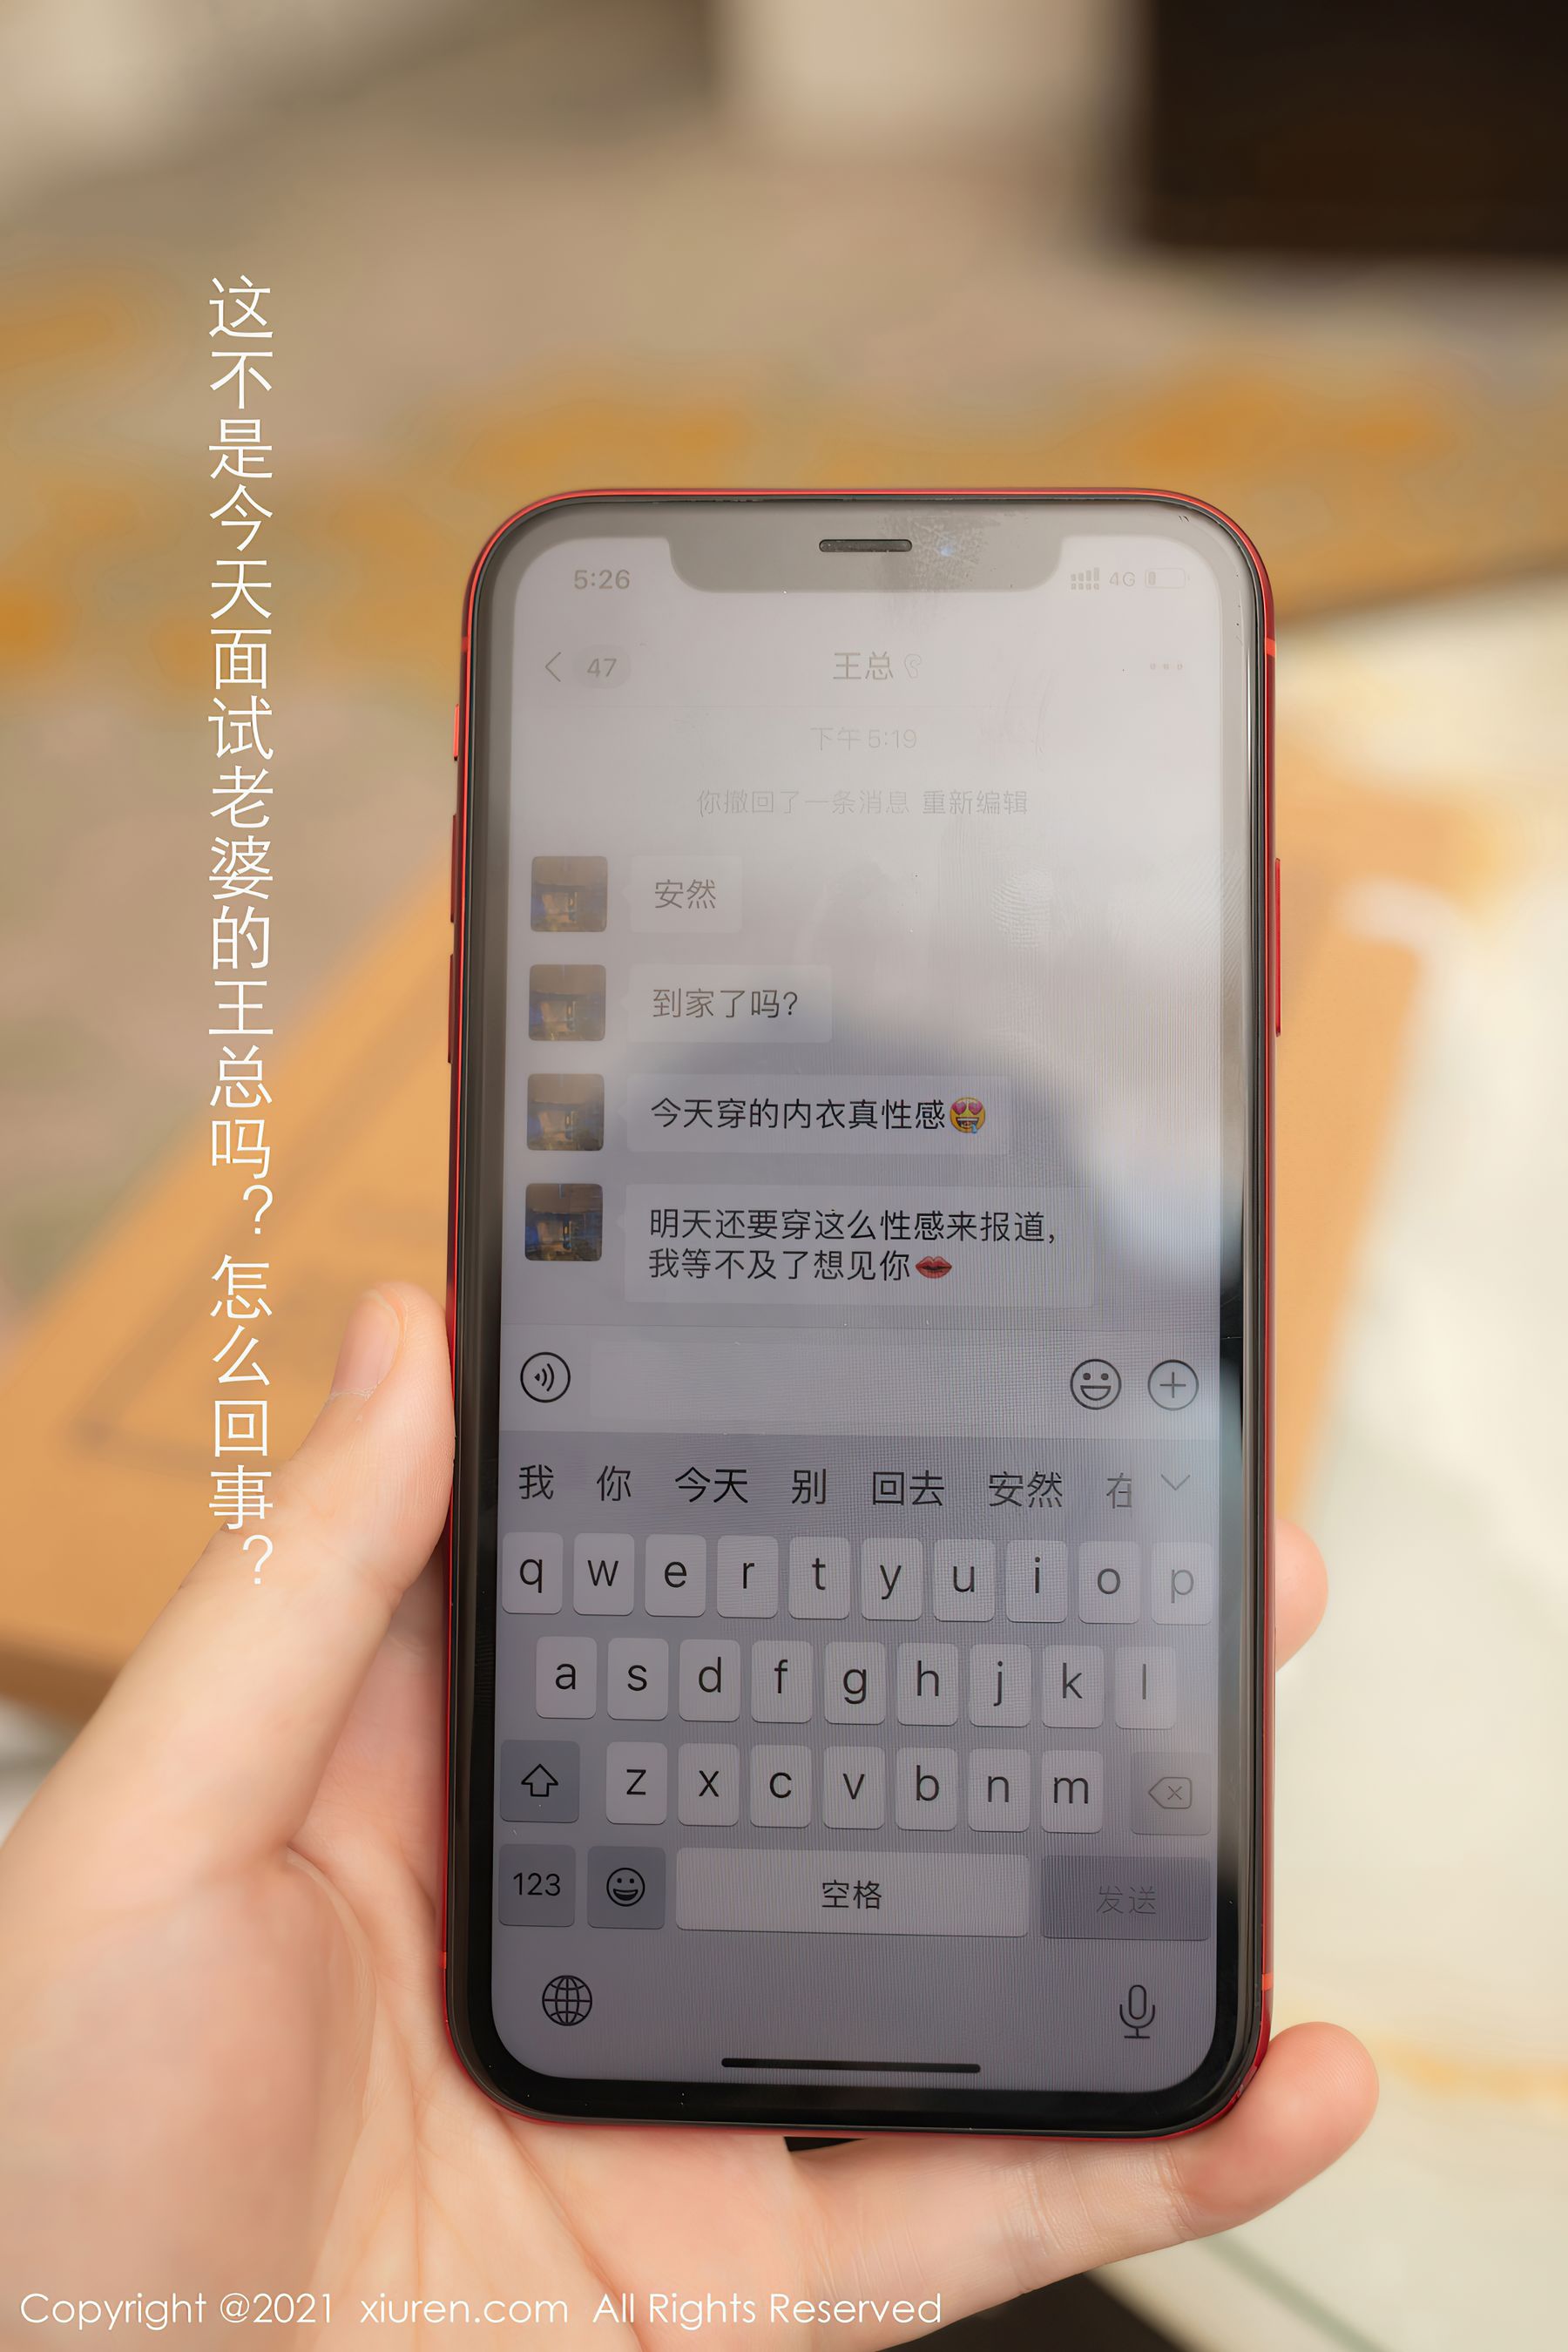 这不是今天面试老婆的王总吗？怎么回事？
5:26
4G
47
王总
下午 5:19
你撤回了一条消息 重新编辑
安然
到家了吗?
今天穿的内衣真性感🤤
明天还要穿这么性感来报道，
我等不及了想见你👄
我 你 今天 别 回去 安然 在
q w e r t y u i o p
a s d f g h j k l
z x c v b n m
123 空格 发送
Copyright @2021 xiuren.com All Rights Reserved